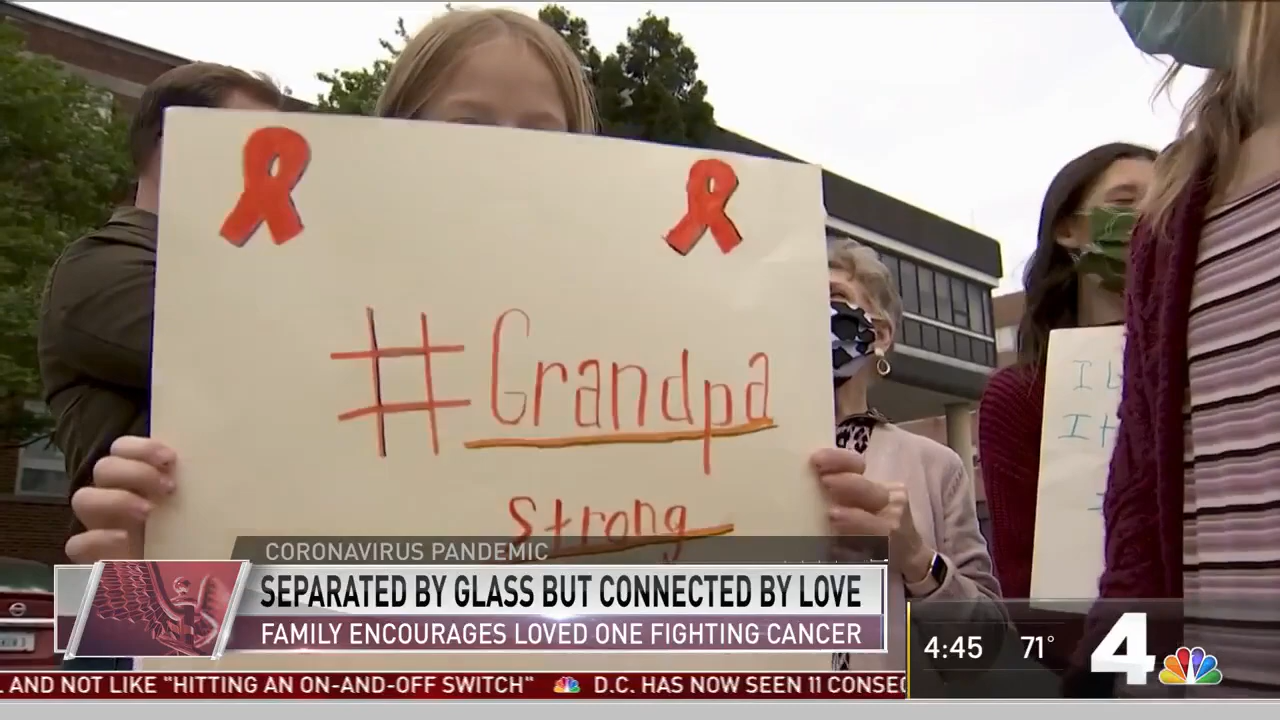 #Grandpa
strong
CORONAVIRUS PANDEMIC
SEPARATED BY GLASS BUT CONNECTED BY LOVE
FAMILY ENCOURAGES LOVED ONE FIGHTING CANCER
4:45 71° 4
AND NOT LIKE "HITTING AN ON-AND-OFF SWITCH" D.C. HAS NOW SEEN 11